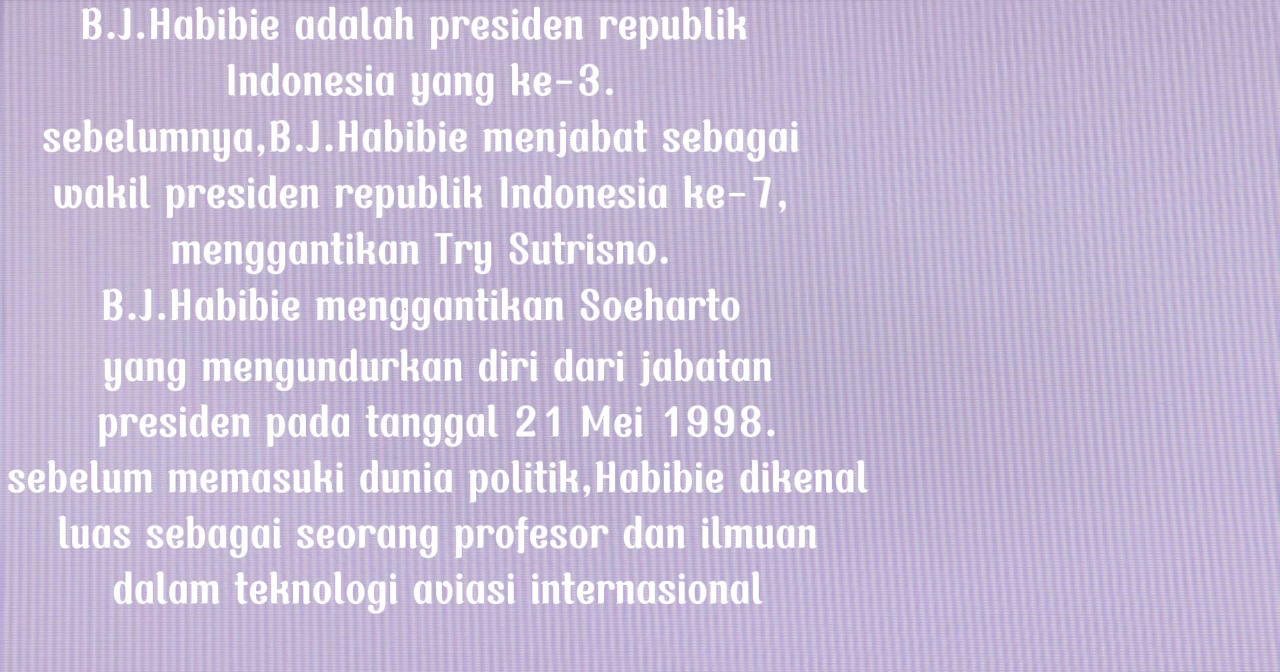 B.J.Habibie adalah presiden republik
Indonesia yang ke-3.
sebelumnya,B.J.Habibie menjabat sebagai
wakil presiden republik Indonesia ke-7,
menggantikan Try Sutrisno.
B.J.Habibie menggantikan Soeharto
yang mengundurkan diri dari jabatan
presiden pada tanggal 21 Mei 1998.
sebelum memasuki dunia politik,Habibie dikenal
luas sebagai seorang profesor dan ilmuan
dalam teknologi aviasi internasional